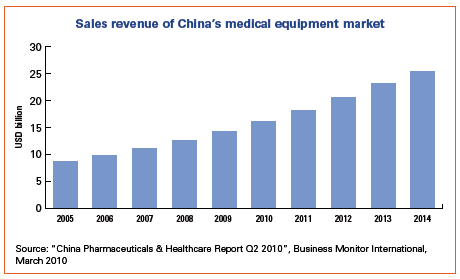 Sales revenue of China's medical equipment market
30
25
20
15
10
5
0
USD billion
2005 2006 2007 2008 2009 2010 2011 2012 2013 2014
Source: "China Pharmaceuticals & Healthcare Report Q2 2010", Business Monitor International,
March 2010